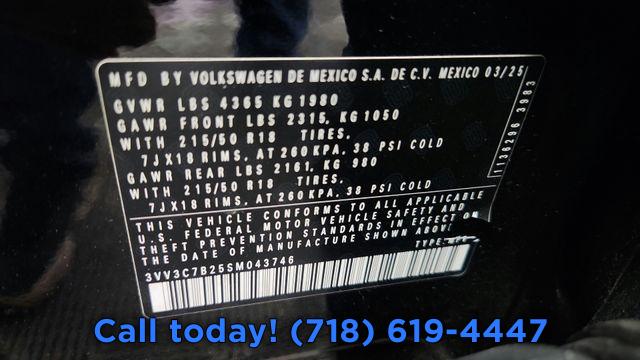 MFD BY VOLKSWAGEN DE MEXICO S.A. DE C.V. MEXICO 03/25
GVWR LBS 4365 KG 1980
GAWR FRONT LBS 2315, KG 1050
WITH 215/50 R18 TIRES.
7JX18 RIMS, AT 260 KPA, 38 PSI COLD
GAWR REAR LBS 2161, KG 980
WITH 215/50 R18 TIRES.
7JX18 RIMS, AT 260 KPA, 38 PSI COLD
THIS VEHICLE CONFORMS TO ALL APPLICABLE
U.S. FEDERAL MOTOR VEHICLE SAFETY AND
THEFT PREVENTION STANDARDS IN EFFECT ON
THE DATE OF MANUFACTURE SHOWN ABOVE
TYPE:
3VV3C7B25SM043746
1136296 3983
Call today! (718) 619-4447